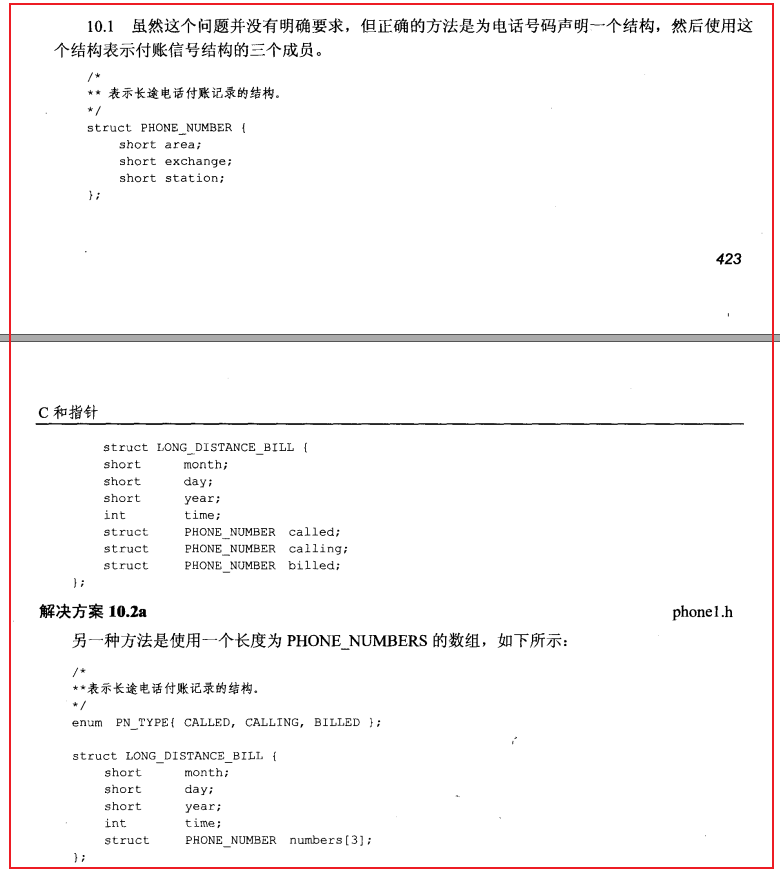 10.1 虽然这个问题并没有明确要求，但正确的方法是为电话号码声明一个结构，然后使用这
个结构表示付账信号结构的三个成员。
/*
** 表示长途电话付账记录的结构。
*/
struct PHONE_NUMBER {
short area;
short exchange;
short station;
};
423
C 和指针
struct LONG_DISTANCE_BILL {
short month;
short day;
short year;
int time;
struct PHONE_NUMBER called;
struct PHONE_NUMBER calling;
struct PHONE_NUMBER billed;
};
解决方案 10.2a phone1.h
另一种方法是使用一个长度为 PHONE_NUMBERS 的数组，如下所示：
/*
**表示长途电话付账记录的结构。
*/
enum PN_TYPE{ CALLED, CALLING, BILLED };
struct LONG_DISTANCE_BILL {
short month;
short day;
short year;
int time;
struct PHONE_NUMBER numbers[3];
};